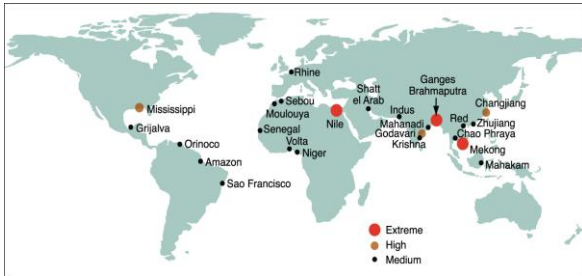 Rhine
Shatt
el Arab
Ganges
Brahmaputra
Changjiang
Mississippi
Sebou
Moulouya
Nile
Indus
Mahanadi
Godavari
Krishna
Red
Zhujiang
Chao Phraya
Mekong
Grijalva
Senegal
Volta
Niger
Orinoco
Amazon
Mahakam
Sao Francisco
Extreme
High
Medium